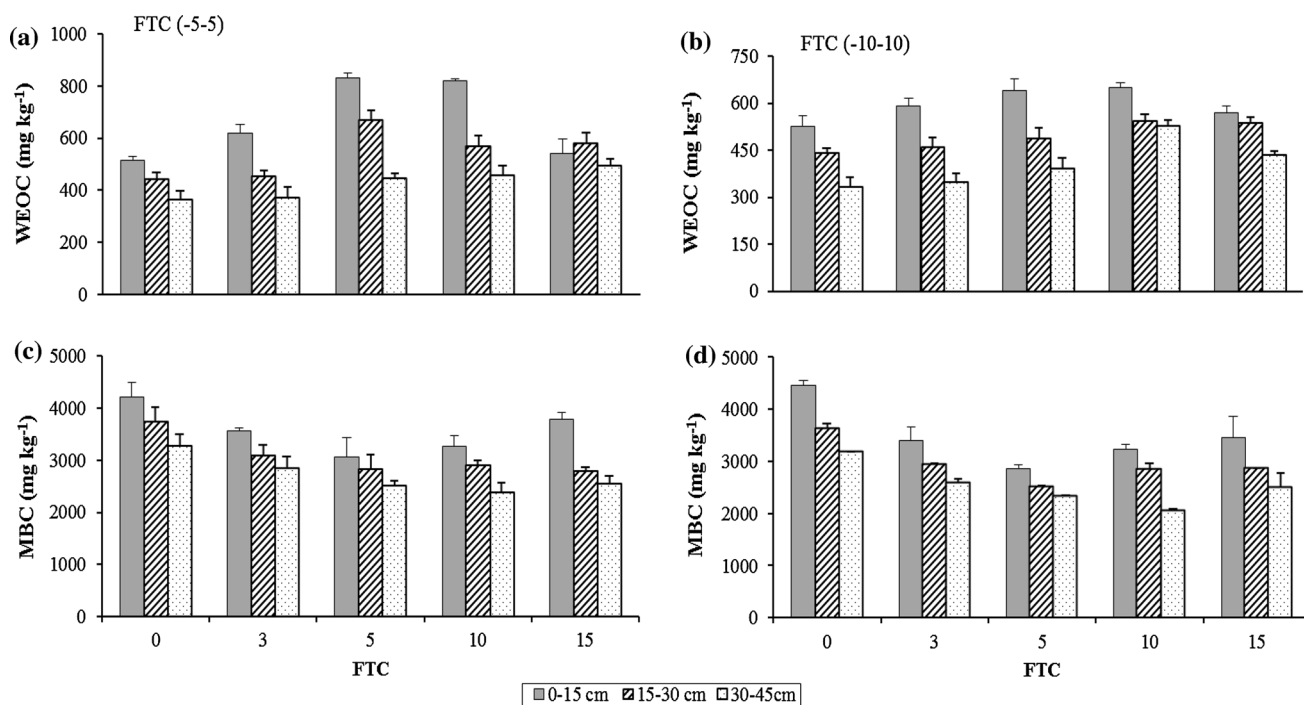 (a) FTC (-5-5)
WEOC (mg kg⁻¹)
1000
800
600
400
200
0
(b) FTC (-10-10)
WEOC (mg kg⁻¹)
750
600
450
300
150
0
(c)
MBC (mg kg⁻¹)
5000
4000
3000
2000
1000
0
0 3 5 10 15
FTC
(d)
MBC (mg kg⁻¹)
5000
4000
3000
2000
1000
0
0 3 5 10 15
FTC
0-15 cm 15-30 cm 30-45cm